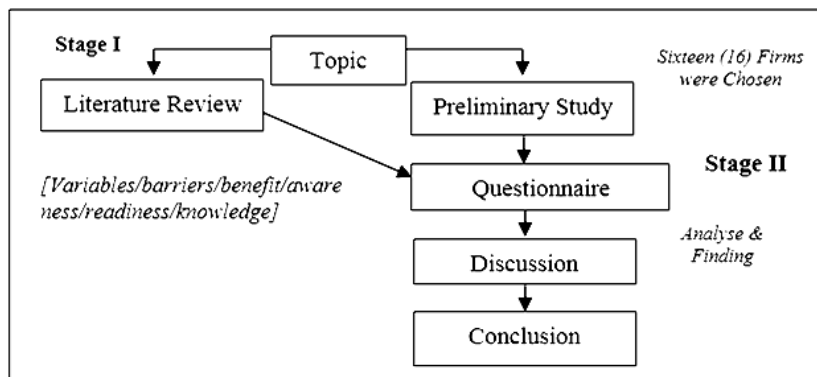 Stage I
Topic
Sixteen (16) Firms
were Chosen
Literature Review
Preliminary Study
Stage II
[Variables/barriers/benefit/aware
ness/readiness/knowledge]
Questionnaire
Analyse &
Finding
Discussion
Conclusion